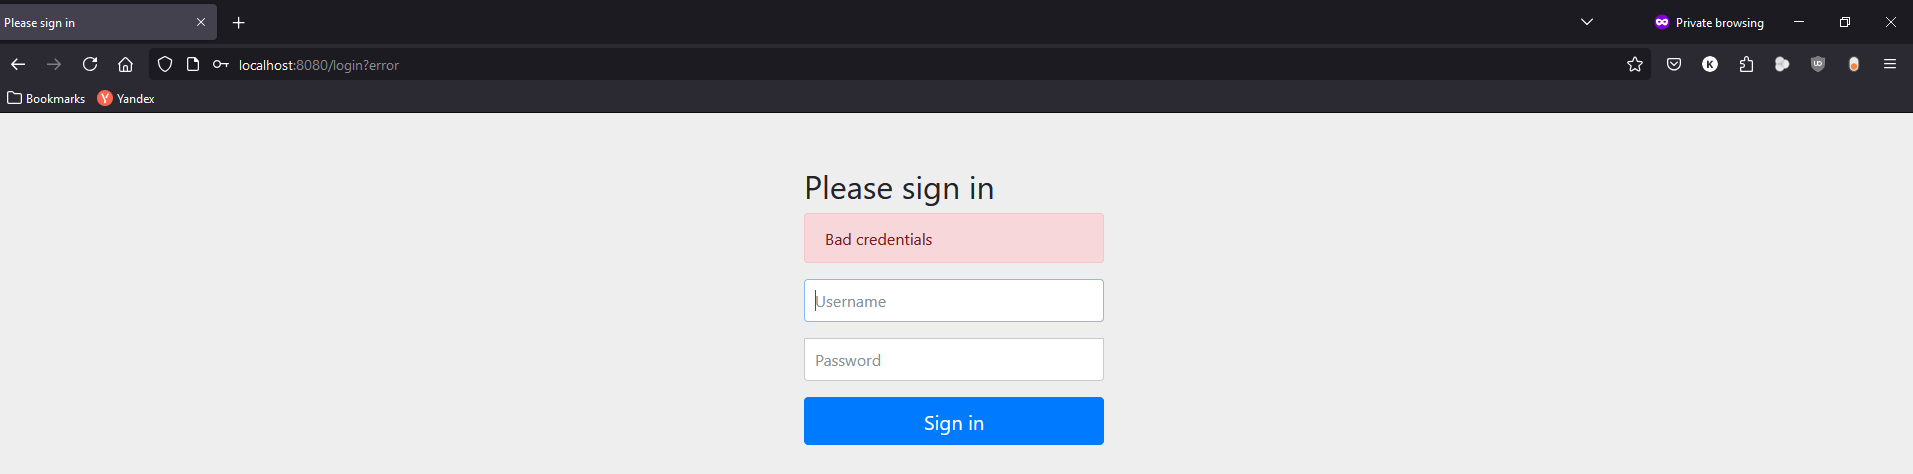 Please sign in
Private browsing
localhost:8080/login?error
Bookmarks Yandex
Please sign in
Bad credentials
Username
Password
Sign in